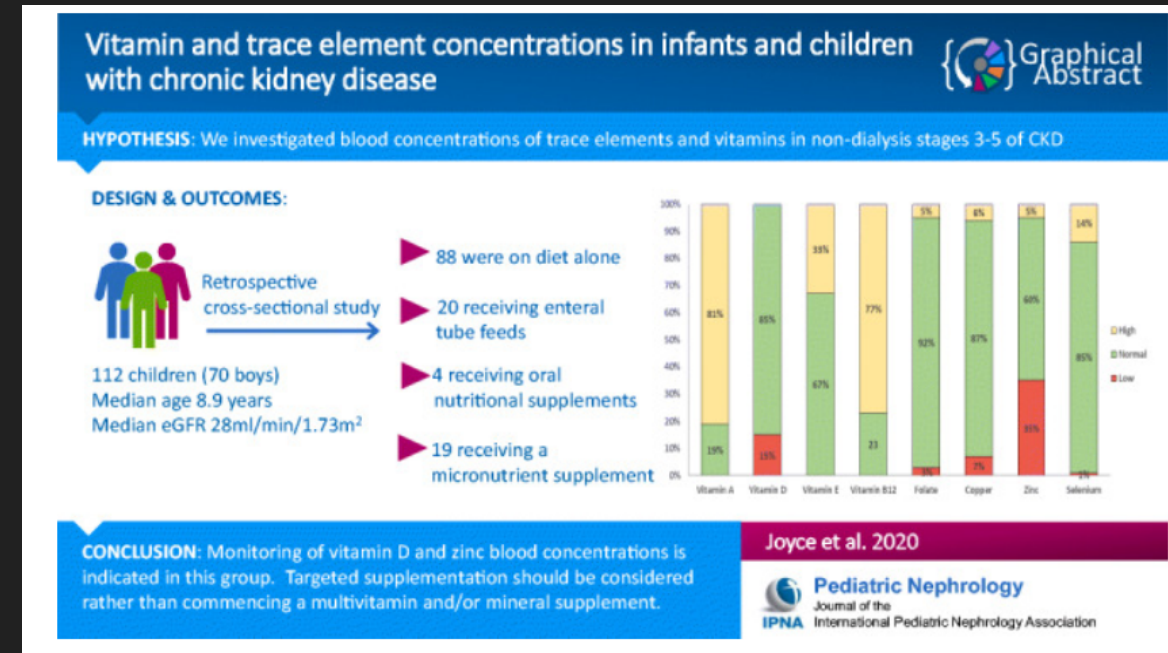 Vitamin and trace element concentrations in infants and children
with chronic kidney disease
Graphical
Abstract
HYPOTHESIS: We investigated blood concentrations of trace elements and vitamins in non-dialysis stages 3-5 of CKD
DESIGN & OUTCOMES:
Retrospective
cross-sectional study
112 children (70 boys)
Median age 8.9 years
Median eGFR 28ml/min/1.73m²
88 were on diet alone
20 receiving enteral
tube feeds
4 receiving oral
nutritional supplements
19 receiving a
micronutrient supplement
100%
90%
80%
70%
60%
50%
40%
30%
20%
10%
0%
81%
19%
85%
15%
33%
67%
77%
23
5%
92%
3%
6%
87%
7%
5%
60%
35%
14%
85%
1%
Vitamin A
Vitamin D
Vitamin E
Vitamin B12
Folate
Copper
Zinc
Selenium
High
Normal
Low
CONCLUSION: Monitoring of vitamin D and zinc blood concentrations is
indicated in this group. Targeted supplementation should be considered
rather than commencing a multivitamin and/or mineral supplement.
Joyce et al. 2020
IPNA
Pediatric Nephrology
Journal of the
International Pediatric Nephrology Association